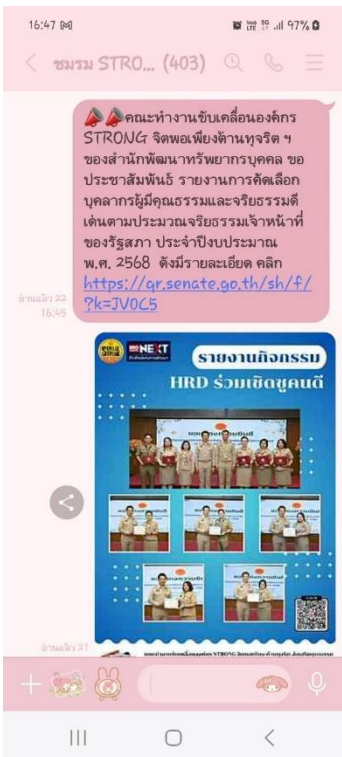 16:47
97%
ชมรม STRO... (403)
คณะทำงานขับเคลื่อนองค์กร
STRONG จิตพอเพียงต้านทุจริต ฯ
ของสำนักพัฒนาทรัพยากรบุคคล ขอ
ประชาสัมพันธ์ รายงานการคัดเลือก
บุคลากรผู้มีคุณธรรมและจริยธรรมดี
เด่นตามประมวลจริยธรรมเจ้าหน้าที่
ของรัฐสภา ประจำปีงบประมาณ
พ.ศ. 2568 ดังมีรายละเอียด คลิก
https://qr.senate.go.th/sh/f/
?k=JV0C5
อ่านแล้ว 22
16:45
NEXT
รายงานกิจกรรม
HRD ร่วมเชิดชูคนดี
อ่านแล้ว 21